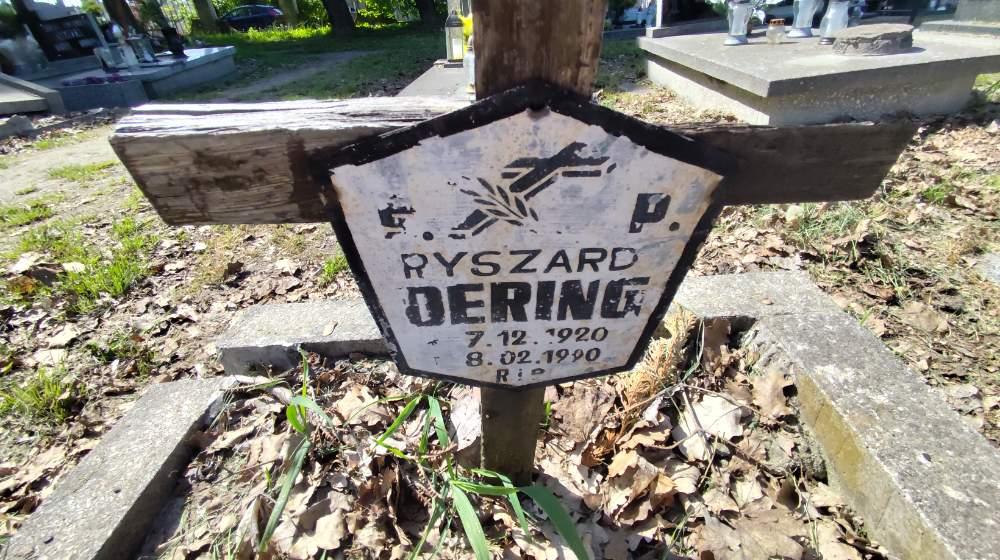 Ś. P.
RYSZARD
DERING
7.12.1920
8.02.1990
R.I.P